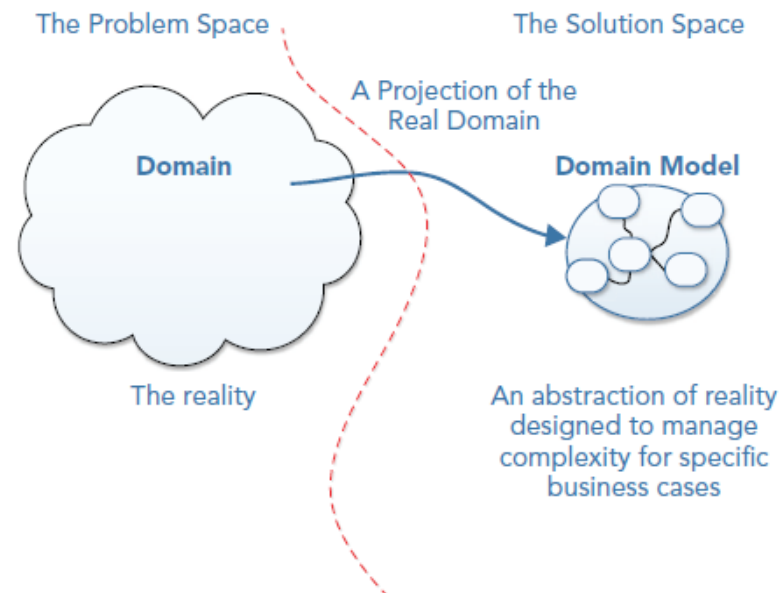 The Problem Space
The Solution Space
A Projection of the
Real Domain
Domain
Domain Model
The reality
An abstraction of reality
designed to manage
complexity for specific
business cases